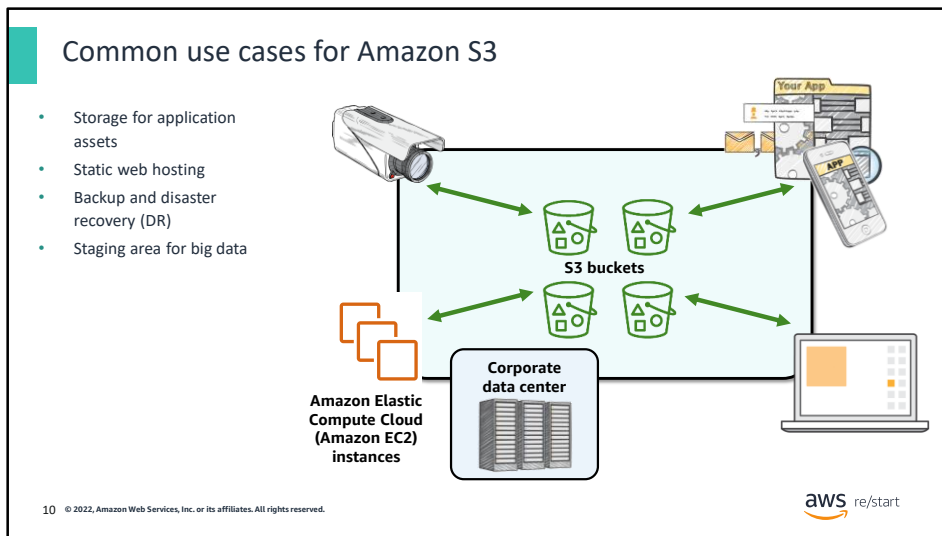 Common use cases for Amazon S3
• Storage for application
assets
• Static web hosting
• Backup and disaster
recovery (DR)
• Staging area for big data
Your App
APP
S3 buckets
Amazon Elastic
Compute Cloud
(Amazon EC2)
instances
Corporate
data center
10 © 2022, Amazon Web Services, Inc. or its affiliates. All rights reserved.
aws re/start